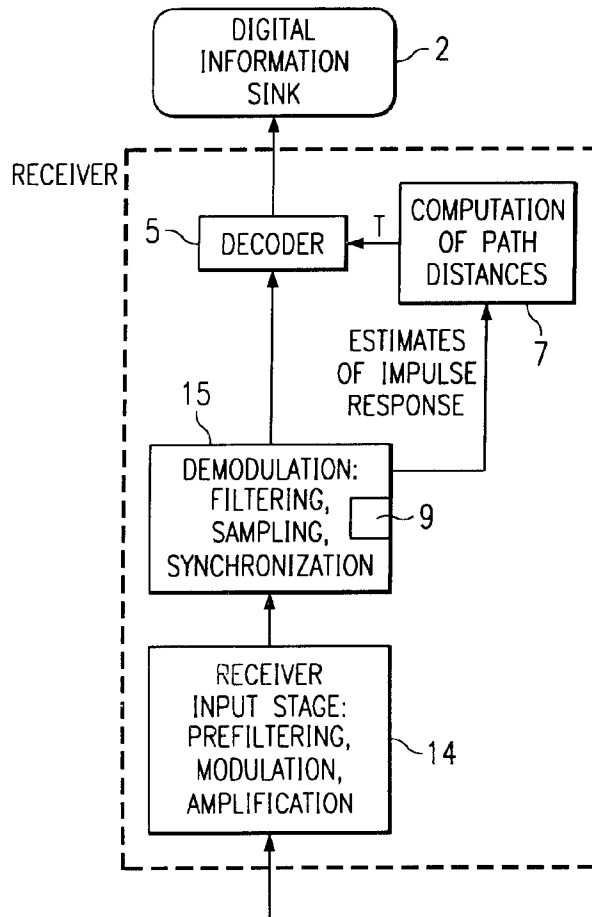 DIGITAL
INFORMATION
SINK
2
RECEIVER
5
DECODER
T
COMPUTATION
OF PATH
DISTANCES
7
ESTIMATES
OF IMPULSE
RESPONSE
15
DEMODULATION:
FILTERING,
SAMPLING,
SYNCHRONIZATION
9
RECEIVER
INPUT STAGE:
PREFILTERING,
MODULATION,
AMPLIFICATION
14